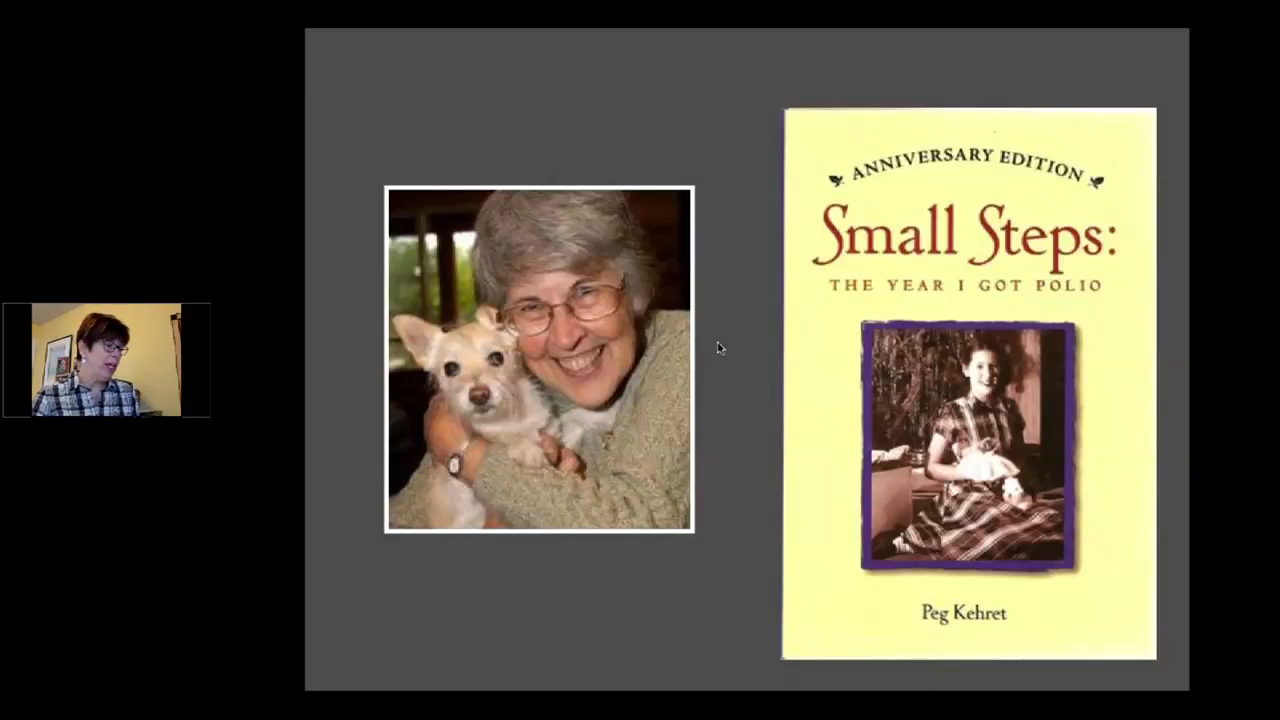 ANNIVERSARY EDITION
Small Steps:
THE YEAR I GOT POLIO
Peg Kehret